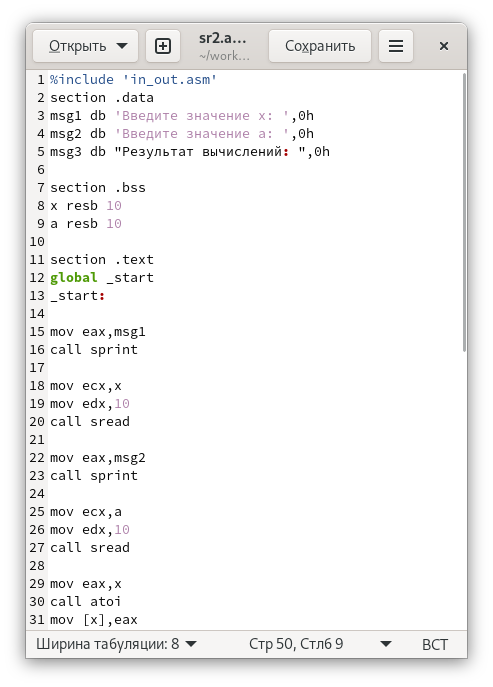 Открыть
sr2.a...
~/work...
Сохранить
1 %include 'in_out.asm'
2 section .data
3 msg1 db 'Введите значение x: ',0h
4 msg2 db 'Введите значение а: ',0h
5 msg3 db "Результат вычислений: ",0h
6
7 section .bss
8 x resb 10
9 a resb 10
10
11 section .text
12 global _start
13 _start:
14
15 mov eax,msg1
16 call sprint
17
18 mov ecx,x
19 mov edx,10
20 call sread
21
22 mov eax,msg2
23 call sprint
24
25 mov ecx,a
26 mov edx,10
27 call sread
28
29 mov eax,x
30 call atoi
31 mov [x],eax
Ширина табуляции: 8 Стр 50, Стлб 9 ВСТ